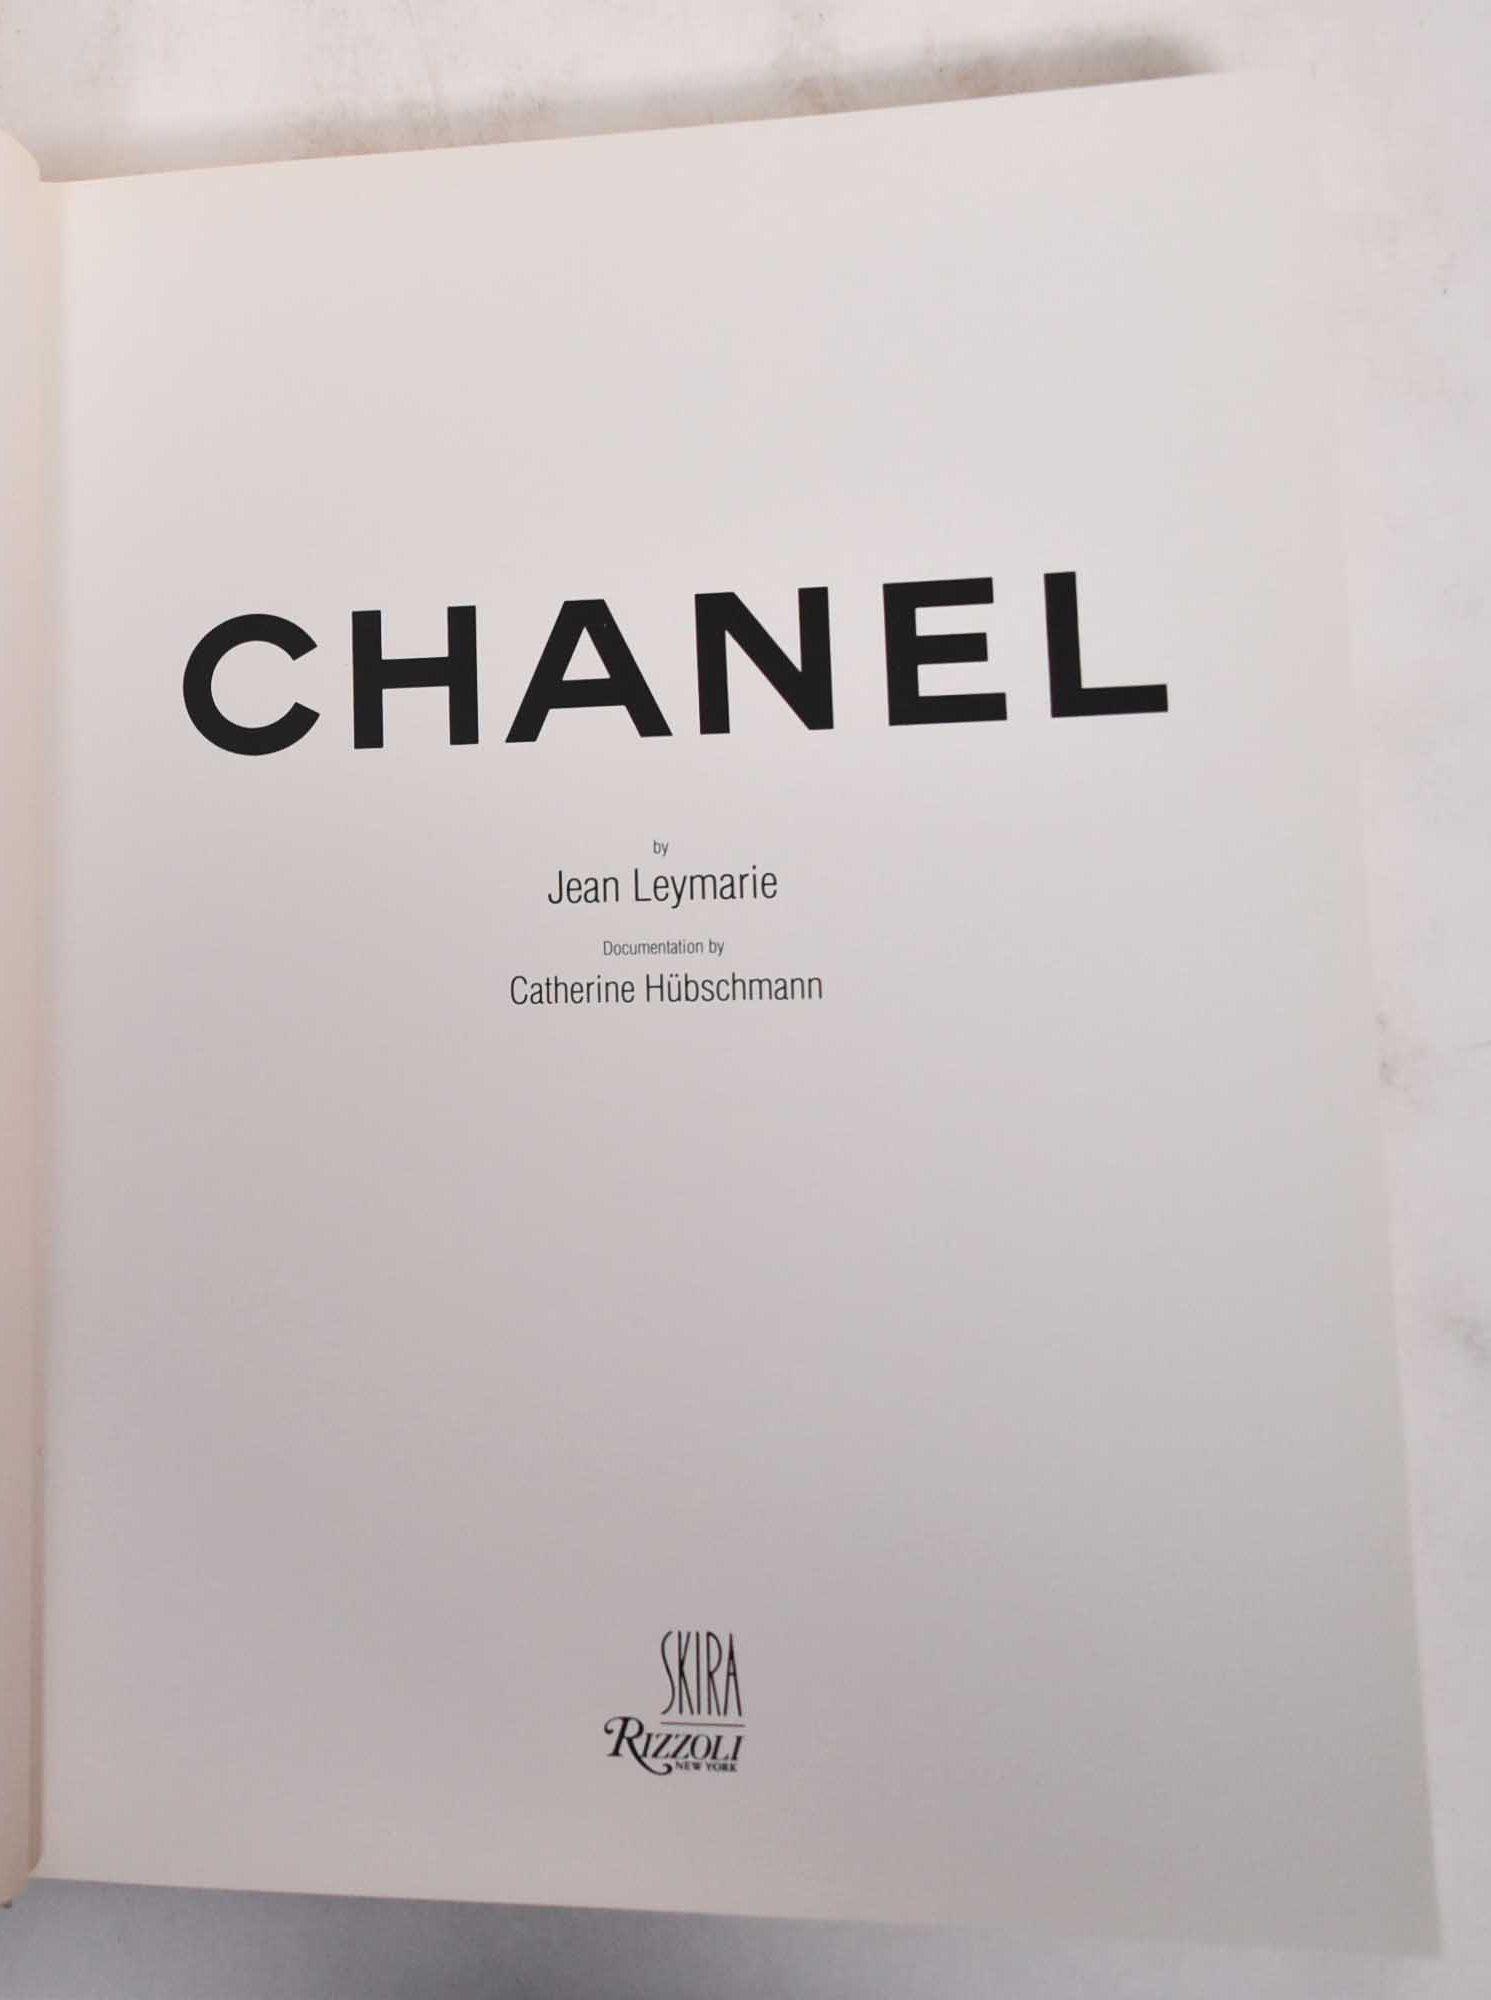 CHANEL
by
Jean Leymarie
Documentation by
Catherine Hübschmann
SKIRA
RIZZOLI
NEW YORK